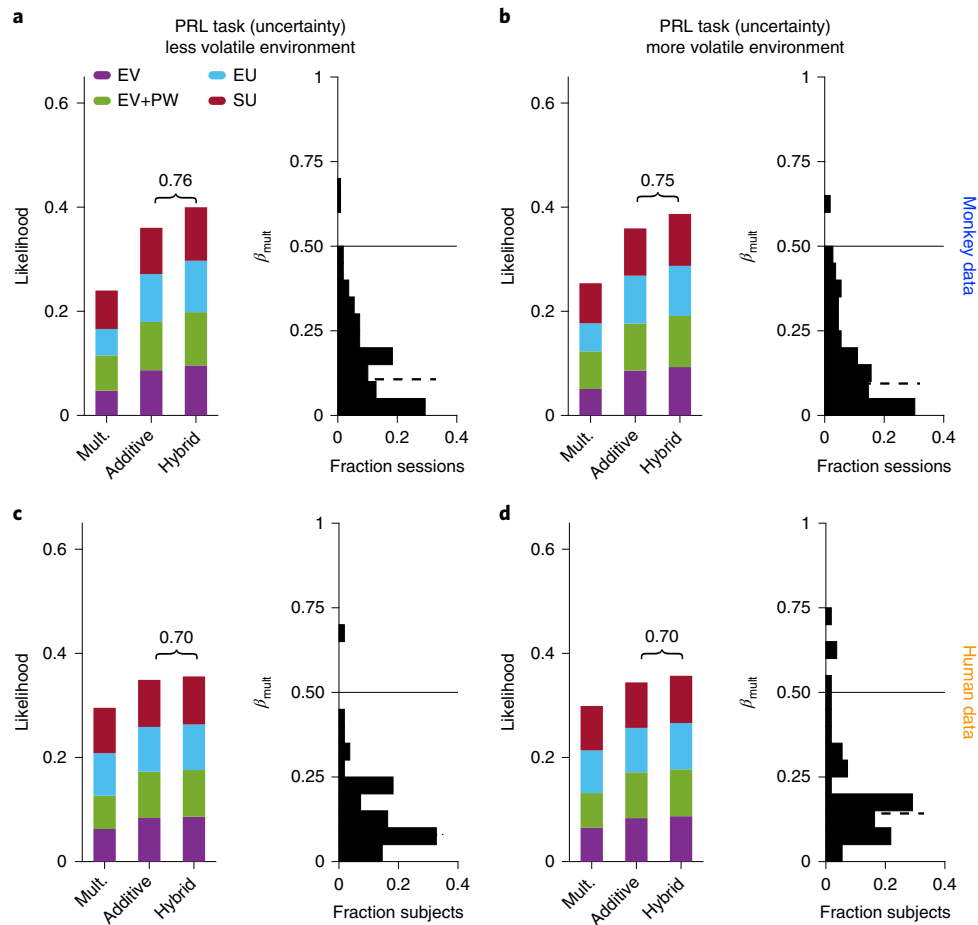 a
PRL task (uncertainty)
less volatile environment
EV
EU
EV+PW
SU
0.6
0.4
0.2
0
Likelihood
0.76
Mult.
Additive
Hybrid
1
0.75
0.50
0.25
0
βmult
0
0.2
0.4
Fraction sessions
b
PRL task (uncertainty)
more volatile environment
0.6
0.4
0.2
0
Likelihood
0.75
Mult.
Additive
Hybrid
1
0.75
0.50
0.25
0
βmult
0
0.2
0.4
Fraction sessions
Monkey data
c
0.6
0.4
0.2
0
Likelihood
0.70
Mult.
Additive
Hybrid
1
0.75
0.50
0.25
0
βmult
0
0.2
0.4
Fraction subjects
d
0.6
0.4
0.2
0
Likelihood
0.70
Mult.
Additive
Hybrid
1
0.75
0.50
0.25
0
βmult
0
0.2
0.4
Fraction subjects
Human data